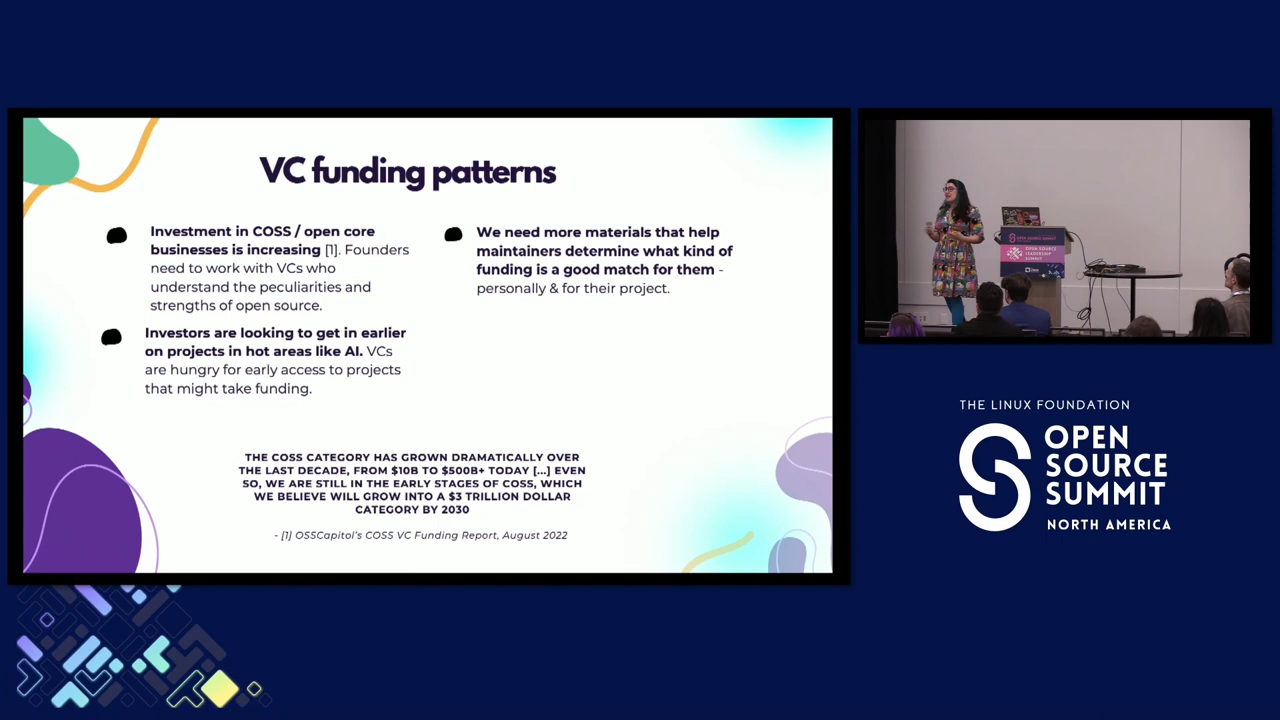 VC funding patterns
Investment in COSS / open core
businesses is increasing [1]. Founders
need to work with VCs who
understand the peculiarities and
strengths of open source.
Investors are looking to get in earlier
on projects in hot areas like AI. VCs
are hungry for early access to projects
that might take funding.
We need more materials that help
maintainers determine what kind of
funding is a good match for them -
personally & for their project.
THE COSS CATEGORY HAS GROWN DRAMATICALLY OVER
THE LAST DECADE, FROM $10B TO $500B+ TODAY [...] EVEN
SO, WE ARE STILL IN THE EARLY STAGES OF COSS, WHICH
WE BELIEVE WILL GROW INTO A $3 TRILLION DOLLAR
CATEGORY BY 2030
- [1] OSSCapitol's COSS VC Funding Report, August 2022
OPEN SOURCE
LEADERSHIP
SUMMIT
THE LINUX FOUNDATION
OPEN
SOURCE
SUMMIT
NORTH AMERICA